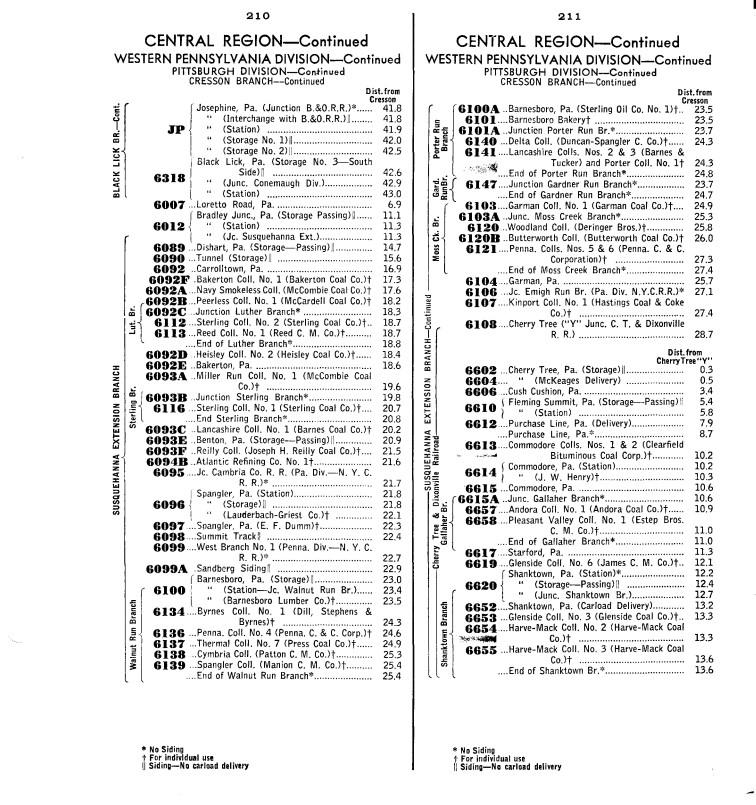 210
CENTRAL REGION—Continued
WESTERN PENNSYLVANIA DIVISION—Continued
PITTSBURGH DIVISION—Continued
CRESSON BRANCH—Continued
Dist. from
Cresson
BLACK LICK BR.—Cont.
Josephine, Pa. (Junction B.&O.R.R.)*..... 41.8
" (Interchange with B.&O.R.R)‖........ 41.8
JP " (Station) ................................ 41.9
" (Storage No. 1)‖........................ 42.0
" (Storage No. 2)‖........................ 42.5
Black Lick, Pa. (Storage No. 3—South
6318 Side)‖ ........................ 42.6
" (Junc. Conemaugh Div.)............ 42.9
" (Station) ................................ 43.0
6007 ...Loretto Road, Pa. ............................ 6.9
Bradley Junc., Pa. (Storage Passing)‖...... 11.1
6012 " (Station) ‖ ............................ 11.3
" (Jc. Susquehanna Ext.)............... 11.3
SUSQUEHANNA EXTENSION BRANCH
6089 ...Dishart, Pa. (Storage—Passing)‖............ 14.7
6090 ...Tunnel (Storage)‖ ............................ 15.6
6092 ...Carrolltown, Pa. .............................. 16.9
6092F ..Bakerton Coll. No. 1 (Bakerton Coal Co.)† 17.3
6092A ..Navy Smokeless Coll. (McCombie Coal Co.)† 17.6
6092B ..Peerless Coll. No. 1 (McCardell Coal Co.)† 18.2
Lut. Br.
6092C ..Junction Luther Branch*..................... 18.3
6112 ...Sterling Coll. No. 2 (Sterling Coal Co.)†.. 18.7
6113 ...Reed Coll. No. 1 (Reed C. M. Co.)†....... 18.7
....End of Luther Branch*....................... 18.8
6092D ..Heisley Coll. No. 2 (Heisley Coal Co.)†...... 18.4
6092E ..Bakerton, Pa. ................................. 18.6
6093A ..Miller Run Coll. No. 1 (McCombie Coal
Co.)† ........................ 19.6
Sterling Br.
6093B ..Junction Sterling Branch*................... 19.8
6116 ...Sterling Coll. No. 1 (Sterling Coal Co.)†.... 20.7
....End Sterling Branch*......................... 20.8
6093C ..Lancashire Coll. No. 1 (Barnes Coal Co.)† 20.2
6093E ..Benton, Pa. (Storage—Passing)‖............ 20.9
6093F ..Reilly Coll. (Joseph H. Reilly Coal Co.)†... 21.5
6094B ..Atlantic Refining Co. No. 1†................ 21.6
6095 ....Jc. Cambria Co. R. R. (Pa. Div.—N. Y. C.
R. R.)*........................ 21.7
Spangler, Pa. (Station)........................ 21.8
6096 " (Storage)‖ ............................ 21.8
" (Lauderbach-Griest Co.)† ............ 22.1
6097 ...Spangler, Pa. (E. F. Dumm)†.............. 22.3
6098 ...Summit Track‖ ............................... 22.4
6099 ....West Branch No. 1 (Penna. Div.—N. Y. C.
R. R.)* ........................ 22.7
6099A ..Sandberg Siding‖ ............................ 22.9
Barnesboro, Pa. (Storage)‖.................. 23.0
6100 " (Station—Jc. Walnut Run Br.)...... 23.4
" (Barnesboro Lumber Co.)†......... 23.5
Walnut Run Branch
6134 ....Byrnes Coll. No. 1 (Dill, Stephens &
Byrnes)† ........................ 24.3
6136 ...Penna. Coll. No. 4 (Penna, C. & C. Corp.)† 24.6
6137 ...Thermal Coll. No. 7 (Press Coal Co.)†..... 24.9
6138 ...Cymbria Coll. (Patton C. M. Co.)†......... 25.3
6139 ...Spangler Coll, (Manion C. M. Co.)†........ 25.4
....End of Walnut Run Branch*................. 25.4
* No Siding
† For individual use
‖ Siding—No carload delivery
211
CENTRAL REGION—Continued
WESTERN PENNSYLVANIA DIVISION—Continued
PITTSBURGH DIVISION—Continued
CRESSON BRANCH—Continued
Dist. from
Cresson
SUSQUEHANNA EXTENSION BRANCH—Continued
6100A ..Barnesboro, Pa. (Sterling Oil Co. No. 1)†.. 23.5
6101 ....Barnesboro Bakery†.......................... 23.5
Porter Run
Branch
6101A ..Junction Porter Run Br.*.................... 23.7
6140 ...Delta Coll. (Duncan-Spangler C. Co.)†...... 24.3
6141 ....Lancashire Colls. Nos. 2 & 3 (Barnes &
Tucker) and Porter Coll. No. 1† 24.3
....End of Porter Run Branch*.................. 24.8
Gard.
Run Br.
6147 ....Junction Gardner Run Branch*............. 23.7
....End of Gardner Run Branch*................ 24.7
6103 ...Garman Coll. No. 1 (Garman Coal Co.)†.... 24.9
Moss Ck. Br.
6103A ..Junc. Moss Creek Branch*................... 25.3
6120 ...Woodland Coll. (Deringer Bros.)†........... 25.8
6120B ..Butterworth Coll. (Butterworth Coal Co.)† 26.0
6121 ....Penna. Colls. Nos. 5 & 6 (Penna. C. & C.
Corporation)† ........................ 27.3
....End of Moss Creek Branch*................. 27.4
6104 ...Garman, Pa. ................................... 25.7
6106 ...Jc. Emigh Run Br. (Pa. Div. N.Y.C.R.R.)* 27.1
6107 ....Kinport Coll. No. 1 (Hastings Coal & Coke
Co.)† ........................ 27.4
6108 ....Cherry Tree ("Y" Junc. C. T. & Dixonville
R. R.) ........................ 28.7
Dist. from
Cherry Tree "Y"
Cherry Tree & Dixonville Railroad
6602 ...Cherry Tree, Pa. (Storage)‖................. 0.3
6604 .... " (McKeages Delivery) ............... 0.5
6606 ...Cush Cushion, Pa. ........................... 3.4
6610 Fleming Summit, Pa. (Storage—Passing)‖ 5.4
" (Station) ............................ 5.8
6612 ...Purchase Line, Pa. (Delivery)............... 7.9
....Purchase Line, Pa.*.......................... 8.7
6613 ....Commodore Colls. Nos. 1 & 2 (Clearfield
Bituminous Coal Corp.)†........... 10.2
6614 Commodore, Pa. (Station)................... 10.2
" (J. W. Henry)†..................... 10.3
6615 ...Commodore, Pa. ............................. 10.6
Gallaher Br.
6615A ..Junc. Gallaher Branch*...................... 10.6
6657 ...Andora Coll. No. 1 (Andora Coal Co.)†..... 10.9
6658 ....Pleasant Valley Coll. No. 1 (Estep Bros.
C. M. Co.)† ........................ 11.0
....End of Gallaher Branch*.................... 11.0
6617 ...Starford, Pa. ................................. 11.3
6619 ...Glenside Coll. No. 6 (James C. M. Co.)†.. 12.1
Shanktown, Pa. (Station)*.................. 12.2
6620 " (Storage—Passing)‖ ............... 12.4
" (Junc. Shanktown Br.)............ 12.7
Shanktown Branch
6652 ...Shanktown, Pa. (Carload Delivery)......... 13.2
6653 ...Glenside Coll. No. 3 (Glenside Coal Co.)†.. 13.3
6654 ....Harve-Mack Coll. No. 2 (Harve-Mack Coal
Co.)† ........................ 13.3
6655 ...Harve-Mack Coll. No. 3 (Harve-Mack Coal
Co.)† ........................ 13.6
....End of Shanktown Br.*...................... 13.6
* No Siding
† For individual use
‖ Siding—No carload delivery